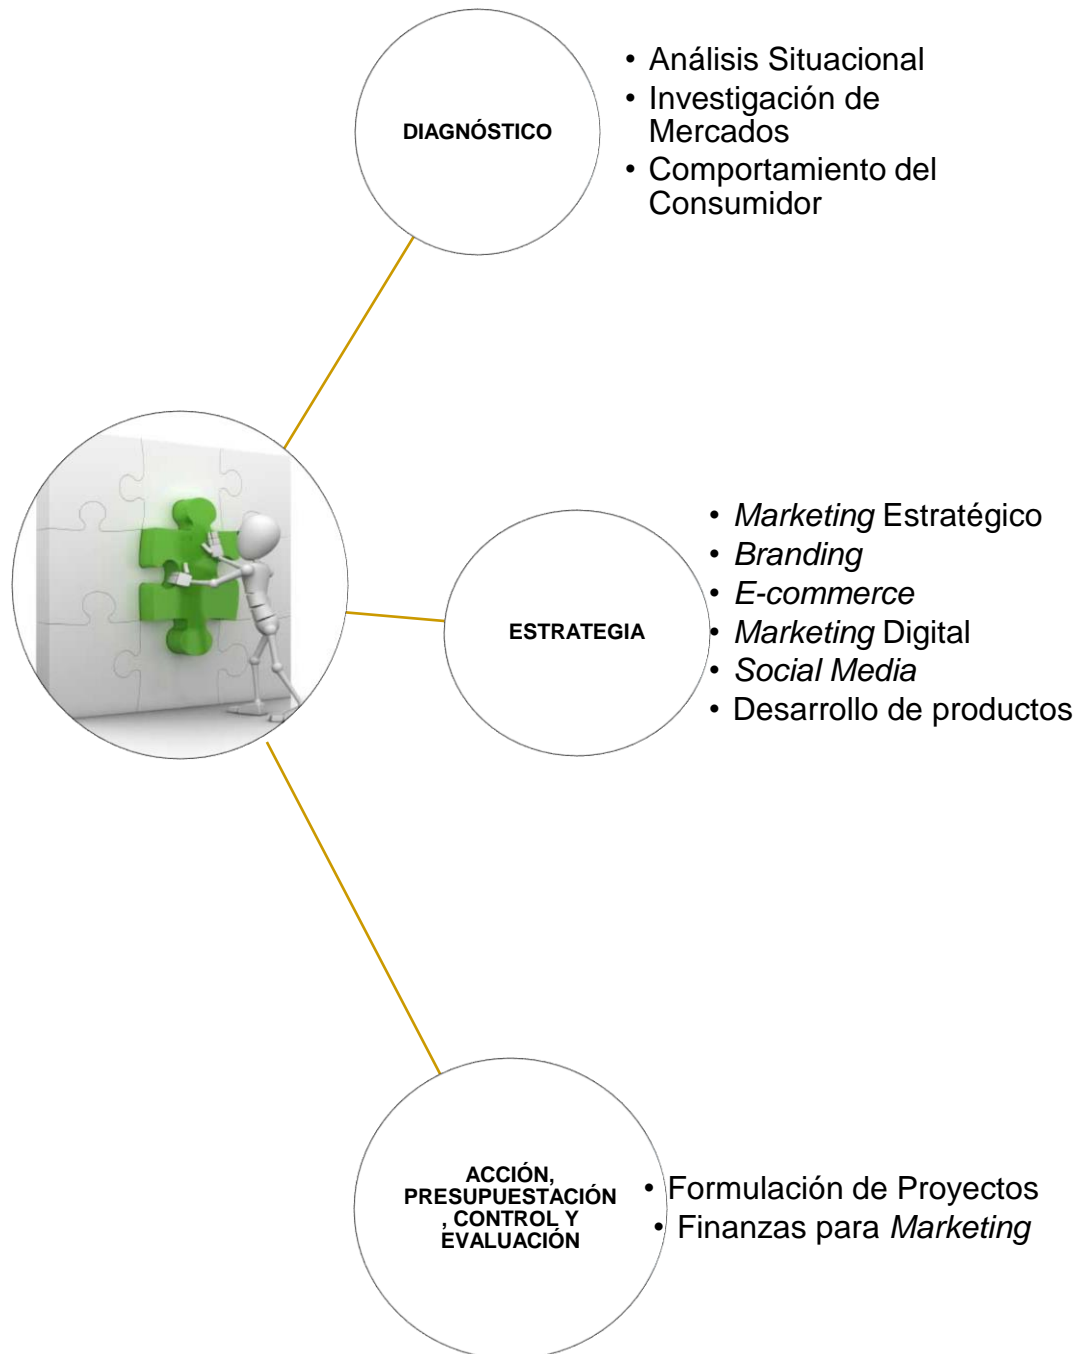 DIAGNÓSTICO
• Análisis Situacional
• Investigación de
Mercados
• Comportamiento del
Consumidor
ESTRATEGIA
• Marketing Estratégico
• Branding
• E-commerce
• Marketing Digital
• Social Media
• Desarrollo de productos
ACCIÓN,
PRESUPUESTACIÓN
, CONTROL Y
EVALUACIÓN
• Formulación de Proyectos
• Finanzas para Marketing